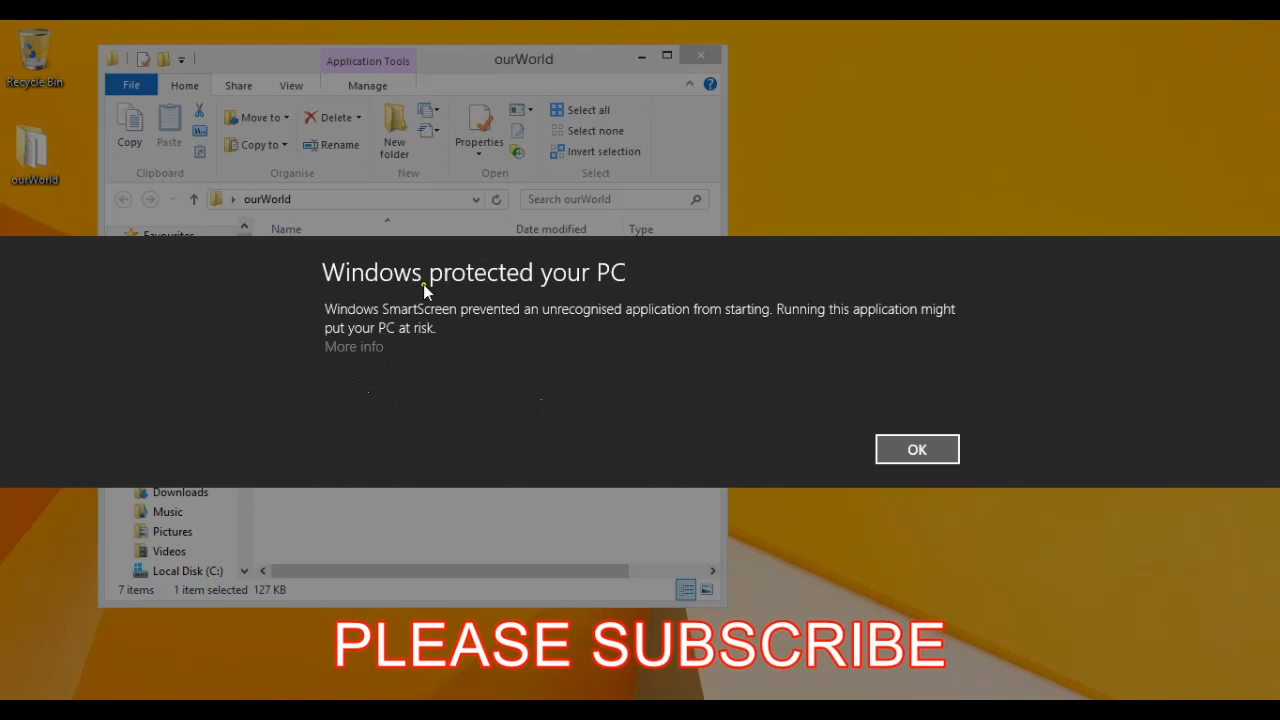 Recycle Bin
ourWorld
Application Tools
ourWorld
File
Home
Share
View
Manage
Copy
Paste
Move to
Copy to
Delete
Rename
New folder
Properties
Select all
Select none
Invert selection
Clipboard
Organise
New
Open
Select
ourWorld
Search ourWorld
Favourites
Name
Date modified
Type
Windows protected your PC
Windows SmartScreen prevented an unrecognised application from starting. Running this application might
put your PC at risk.
More info
OK
Downloads
Music
Pictures
Videos
Local Disk (C:)
7 items
1 item selected 127 KB
PLEASE SUBSCRIBE